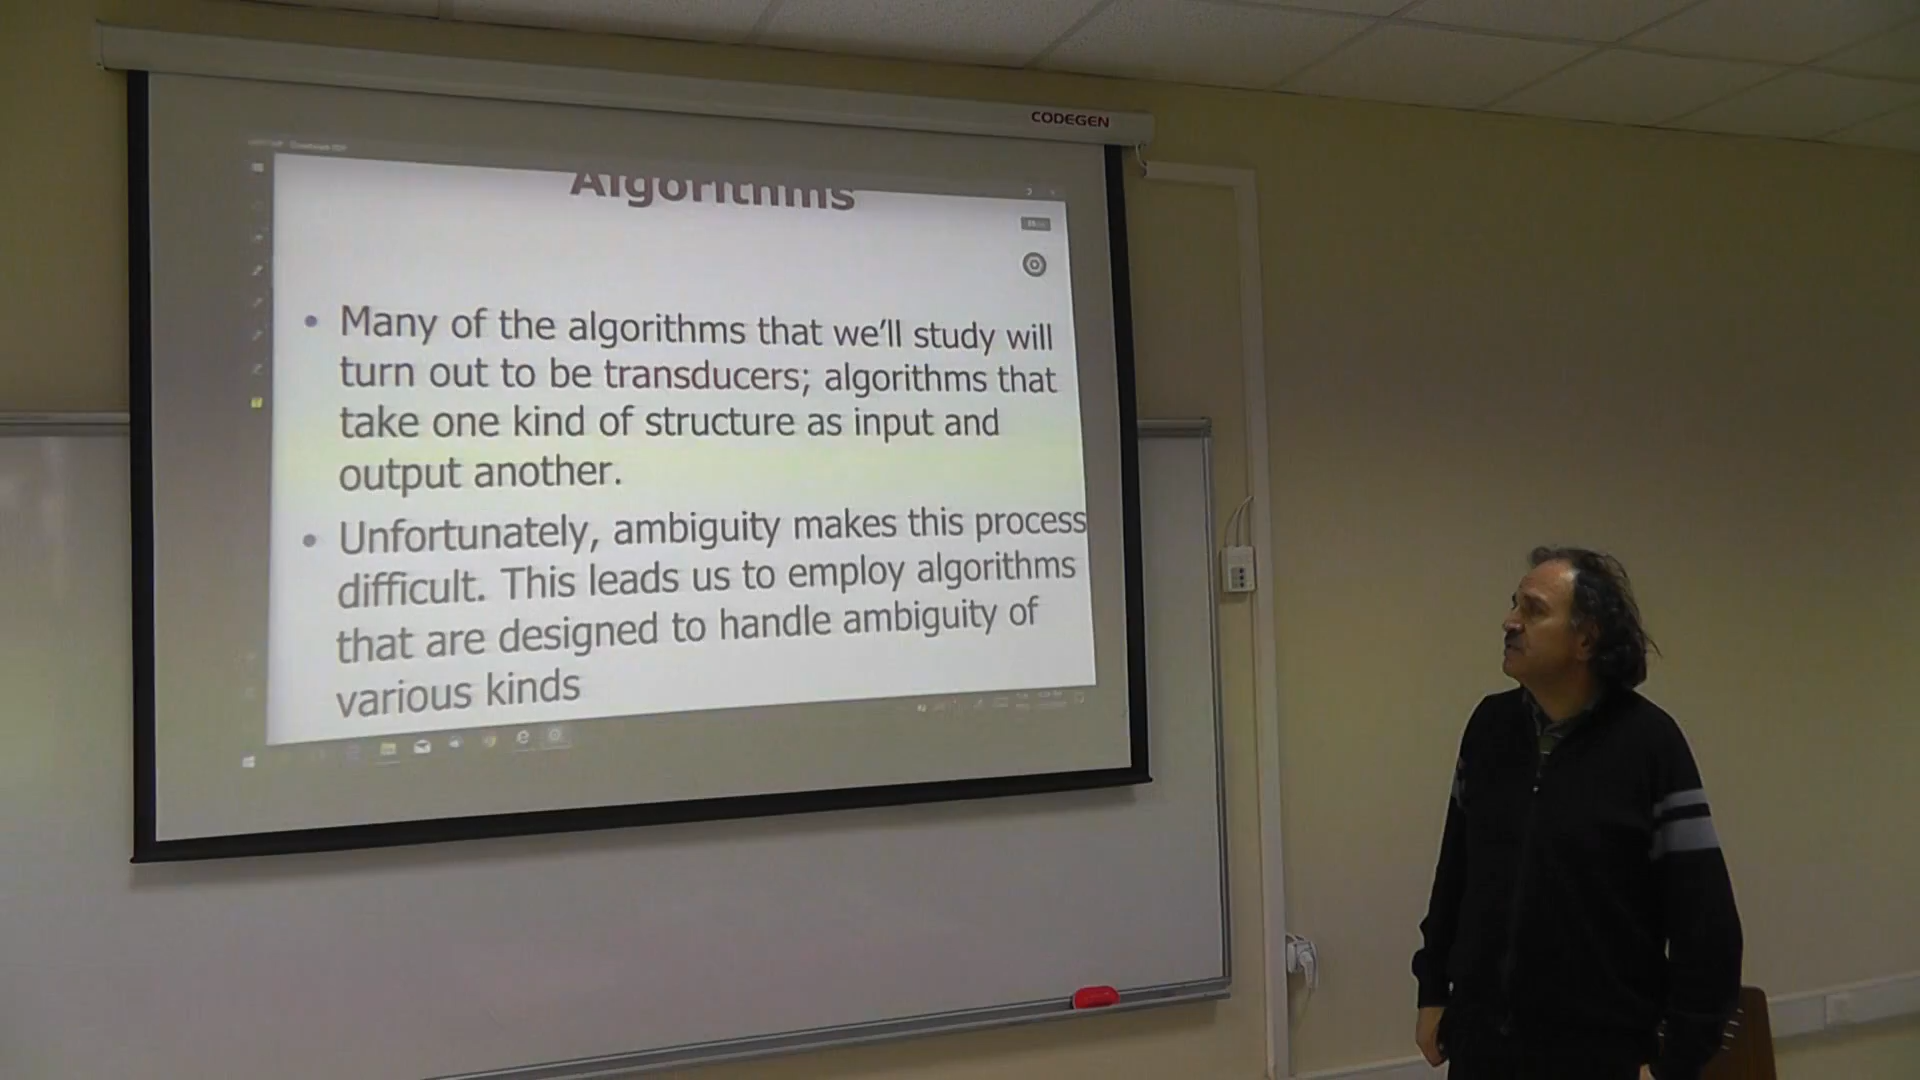 CODEGEN
Algorithms
• Many of the algorithms that we'll study will
turn out to be transducers; algorithms that
take one kind of structure as input and
output another.
• Unfortunately, ambiguity makes this process
difficult. This leads us to employ algorithms
that are designed to handle ambiguity of
various kinds